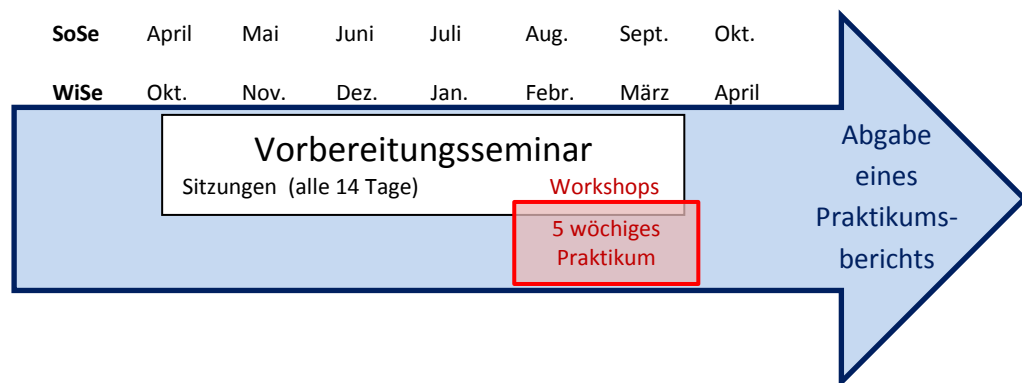 SoSe April Mai Juni Juli Aug. Sept. Okt.
WiSe Okt. Nov. Dez. Jan. Febr. März April
Vorbereitungsseminar
Sitzungen (alle 14 Tage) Workshops
5 wöchiges
Praktikum
Abgabe
eines
Praktikums-
berichts